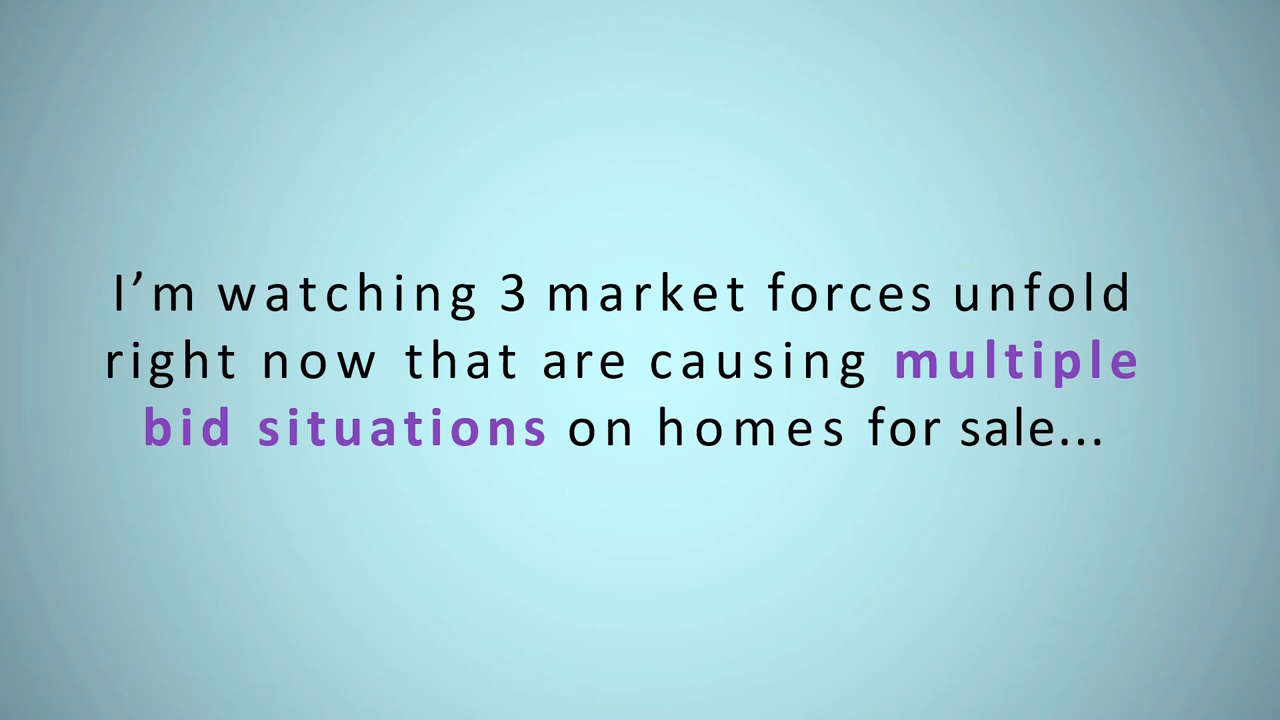 I’m watching 3 market forces unfold
right now that are causing multiple
bid situations on homes for sale...